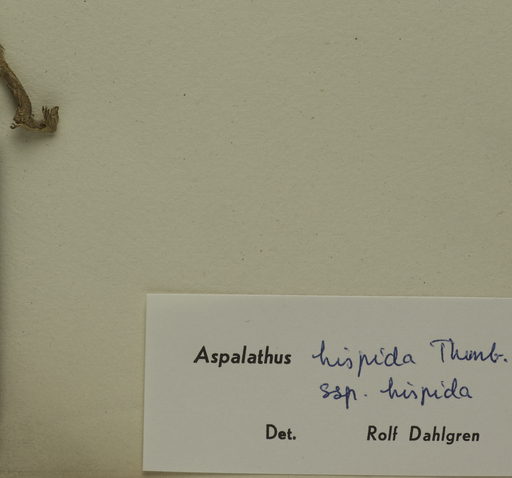 Aspalathus hispida Thunb.
ssp. hispida
Det. Rolf Dahlgren